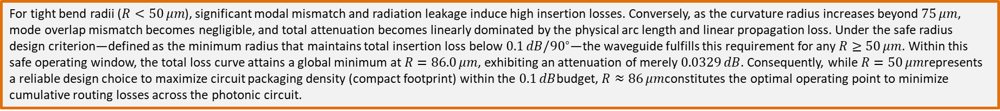 For tight bend radii (R < 50 μm), significant modal mismatch and radiation leakage induce high insertion losses. Conversely, as the curvature radius increases beyond 75 μm,
mode overlap mismatch becomes negligible, and total attenuation becomes linearly dominated by the physical arc length and linear propagation loss. Under the safe radius
design criterion—defined as the minimum radius that maintains total insertion loss below 0.1 dB/90°—the waveguide fulfills this requirement for any R ≥ 50 μm. Within this
safe operating window, the total loss curve attains a global minimum at R = 86.0 μm, exhibiting an attenuation of merely 0.0329 dB. Consequently, while R = 50 μmrepresents
a reliable design choice to maximize circuit packaging density (compact footprint) within the 0.1 dBbudget, R ≈ 86 μmconstitutes the optimal operating point to minimize
cumulative routing losses across the photonic circuit.